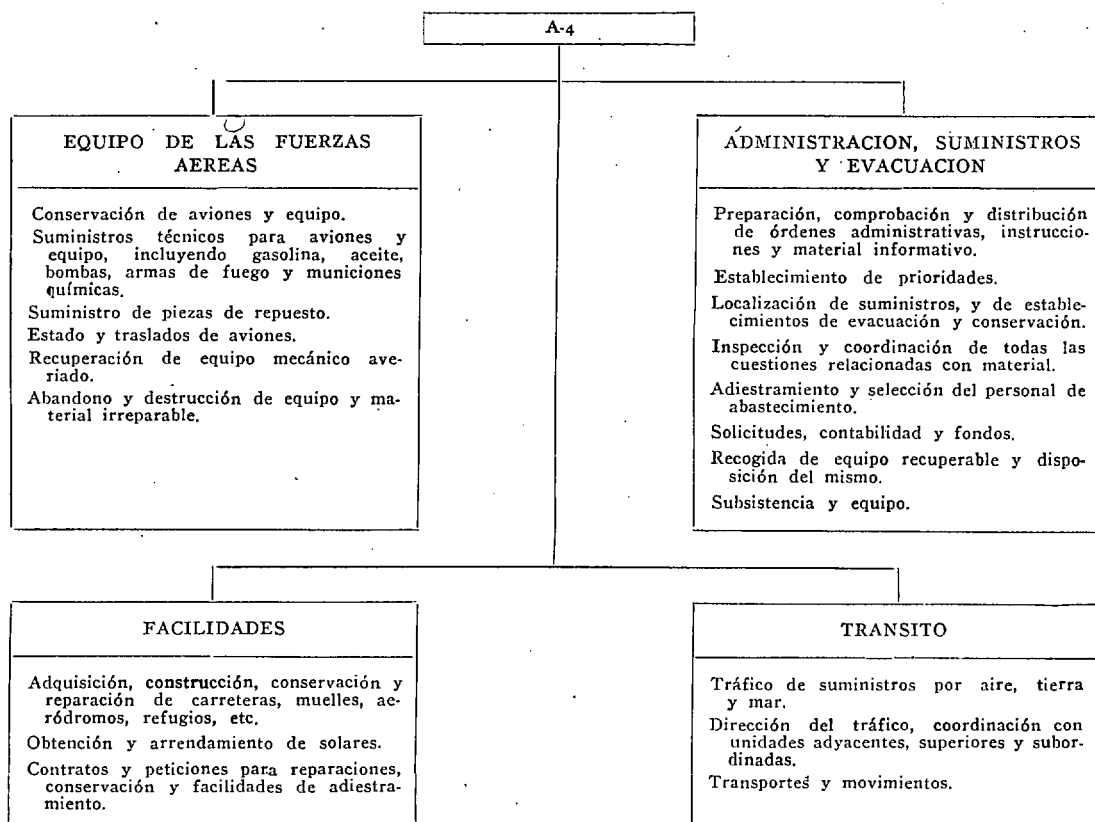 A-4
EQUIPO DE LAS FUERZAS
AEREAS
Conservación de aviones y equipo.
Suministros técnicos para aviones y
equipo, incluyendo gasolina, aceite,
bombas, armas de fuego y municiones
químicas.
Suministro de piezas de repuesto.
Estado y traslados de aviones.
Recuperación de equipo mecánico ave-
riado.
Abandono y destrucción de equipo y ma-
terial irreparable.
ADMINISTRACION, SUMINISTROS
Y EVACUACION
Preparación, comprobación y distribución
de órdenes administrativas, instruccio-
nes y material informativo.
Establecimiento de prioridades.
Localización de suministros, y de estable-
cimientos de evacuación y conservación.
Inspección y coordinación de todas las
cuestiones relacionadas con material.
Adiestramiento y selección del personal de
abastecimiento.
Solicitudes, contabilidad y fondos.
Recogida de equipo recuperable y dispo-
sición del mismo.
Subsistencia y equipo.
FACILIDADES
Adquisición, construcción, conservación y
reparación de carreteras, muelles, ae-
ródromos, refugios, etc.
Obtención y arrendamiento de solares.
Contratos y peticiones para reparaciones,
conservación y facilidades de adiestra-
miento.
TRANSITO
Tráfico de suministros por aire, tierra
y mar.
Dirección del tráfico, coordinación con
unidades adyacentes, superiores y subor-
dinadas.
Transportes y movimientos.